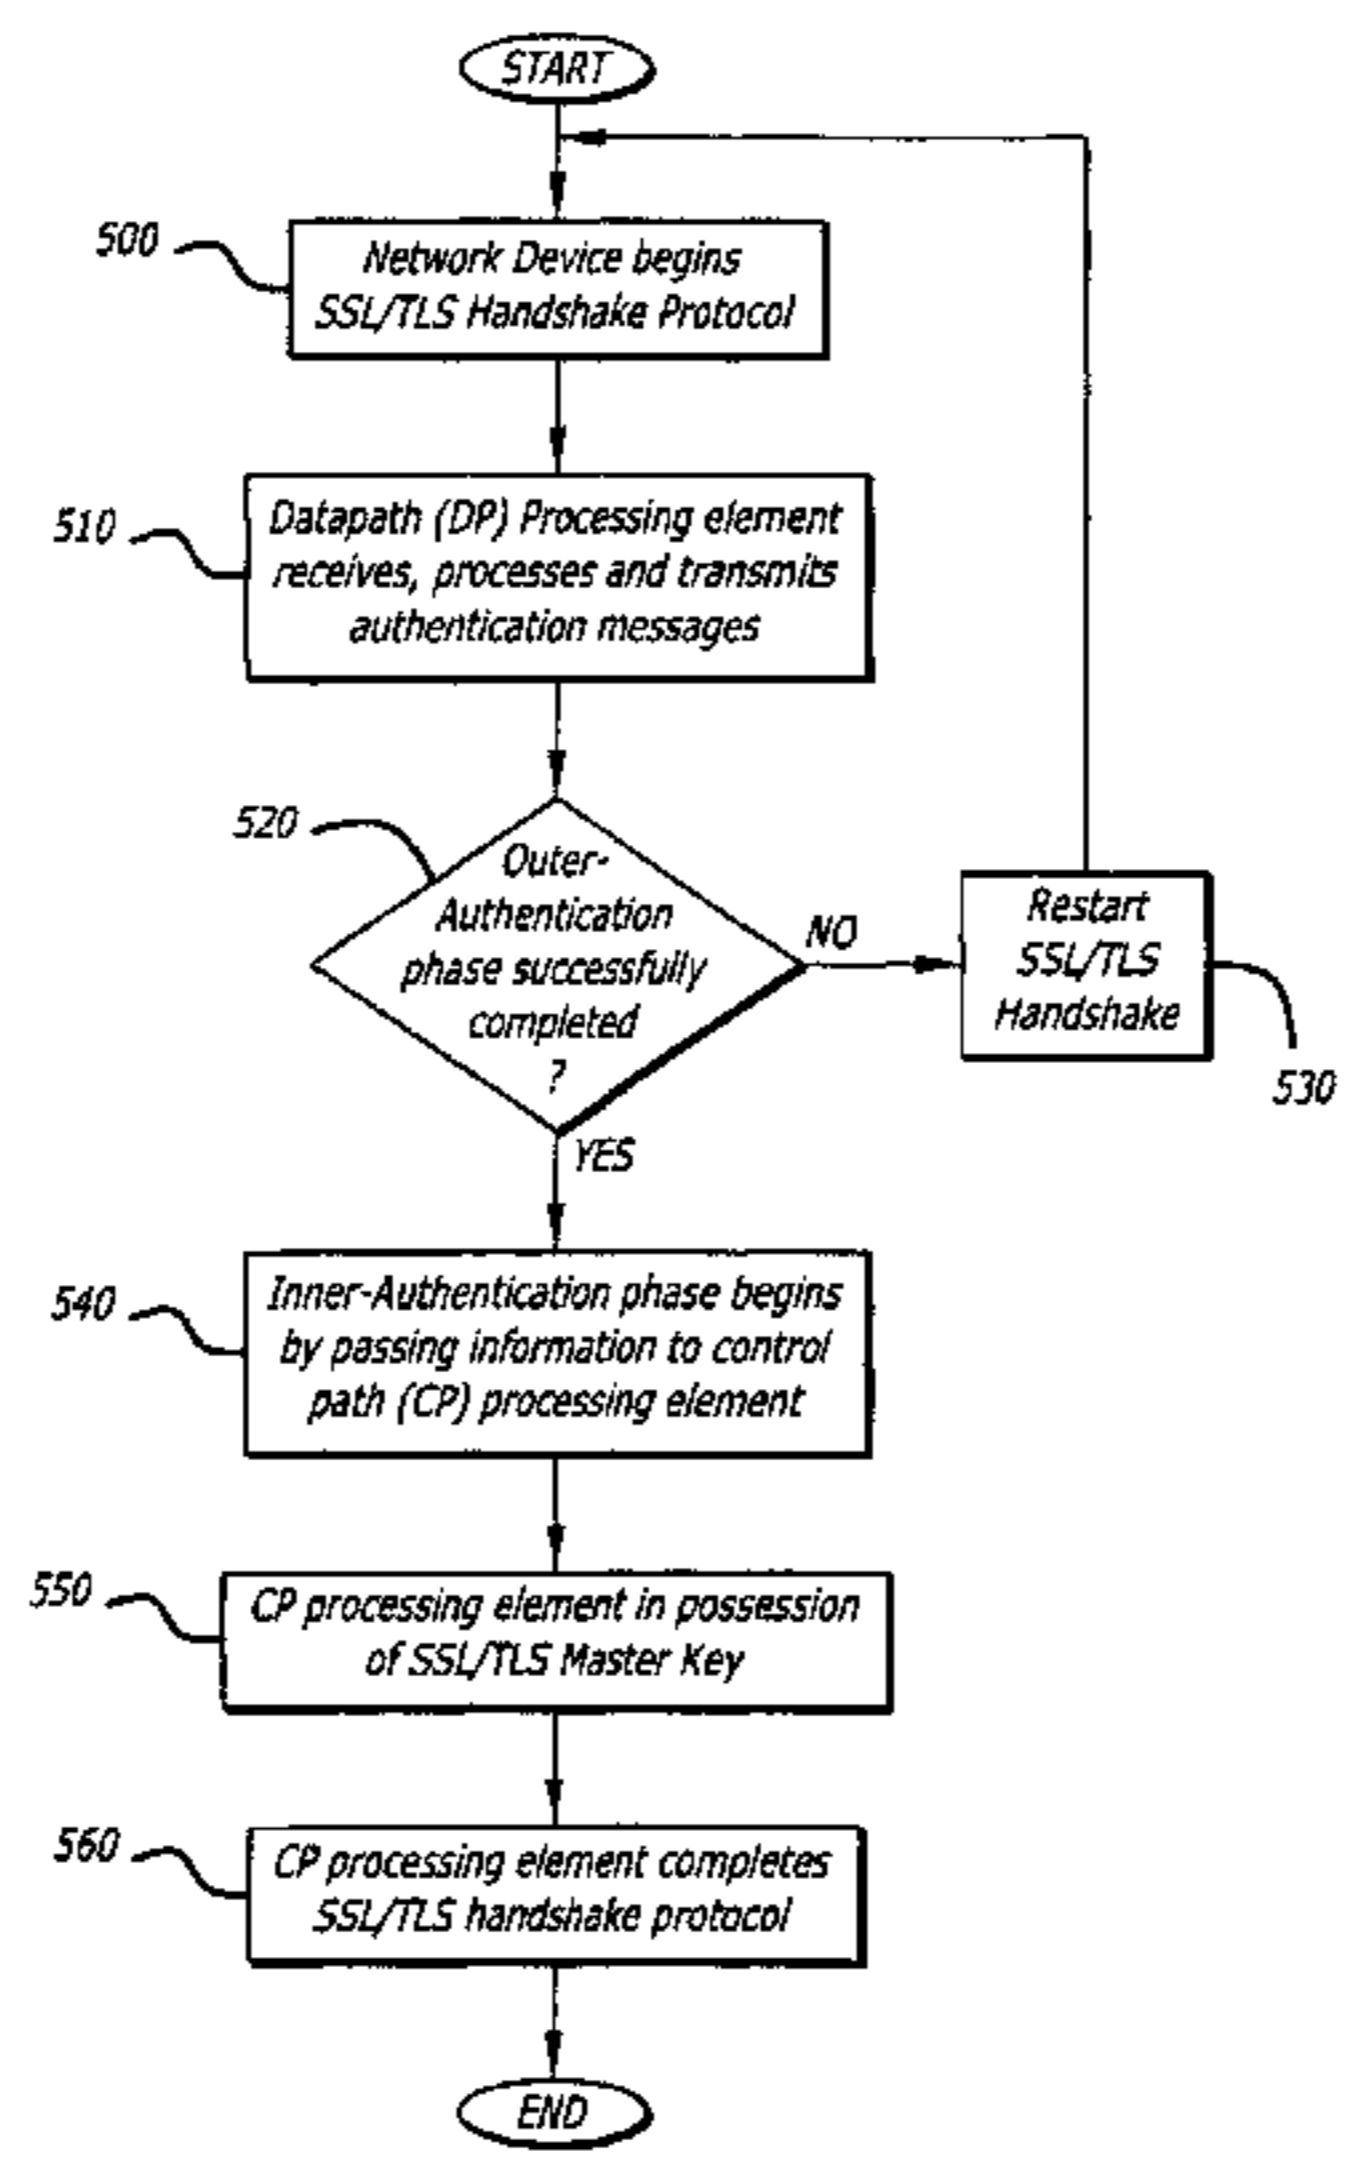 START
500
Network Device begins
SSL/TLS Handshake Protocol
510
Datapath (DP) Processing element
receives, processes and transmits
authentication messages
520
Outer-
Authentication
phase successfully
completed
?
NO
Restart
SSL/TLS
Handshake
530
YES
540
Inner-Authentication phase begins
by passing information to control
path (CP) processing element
550
CP processing element in possession
of SSL/TLS Master Key
560
CP processing element completes
SSL/TLS handshake protocol
END